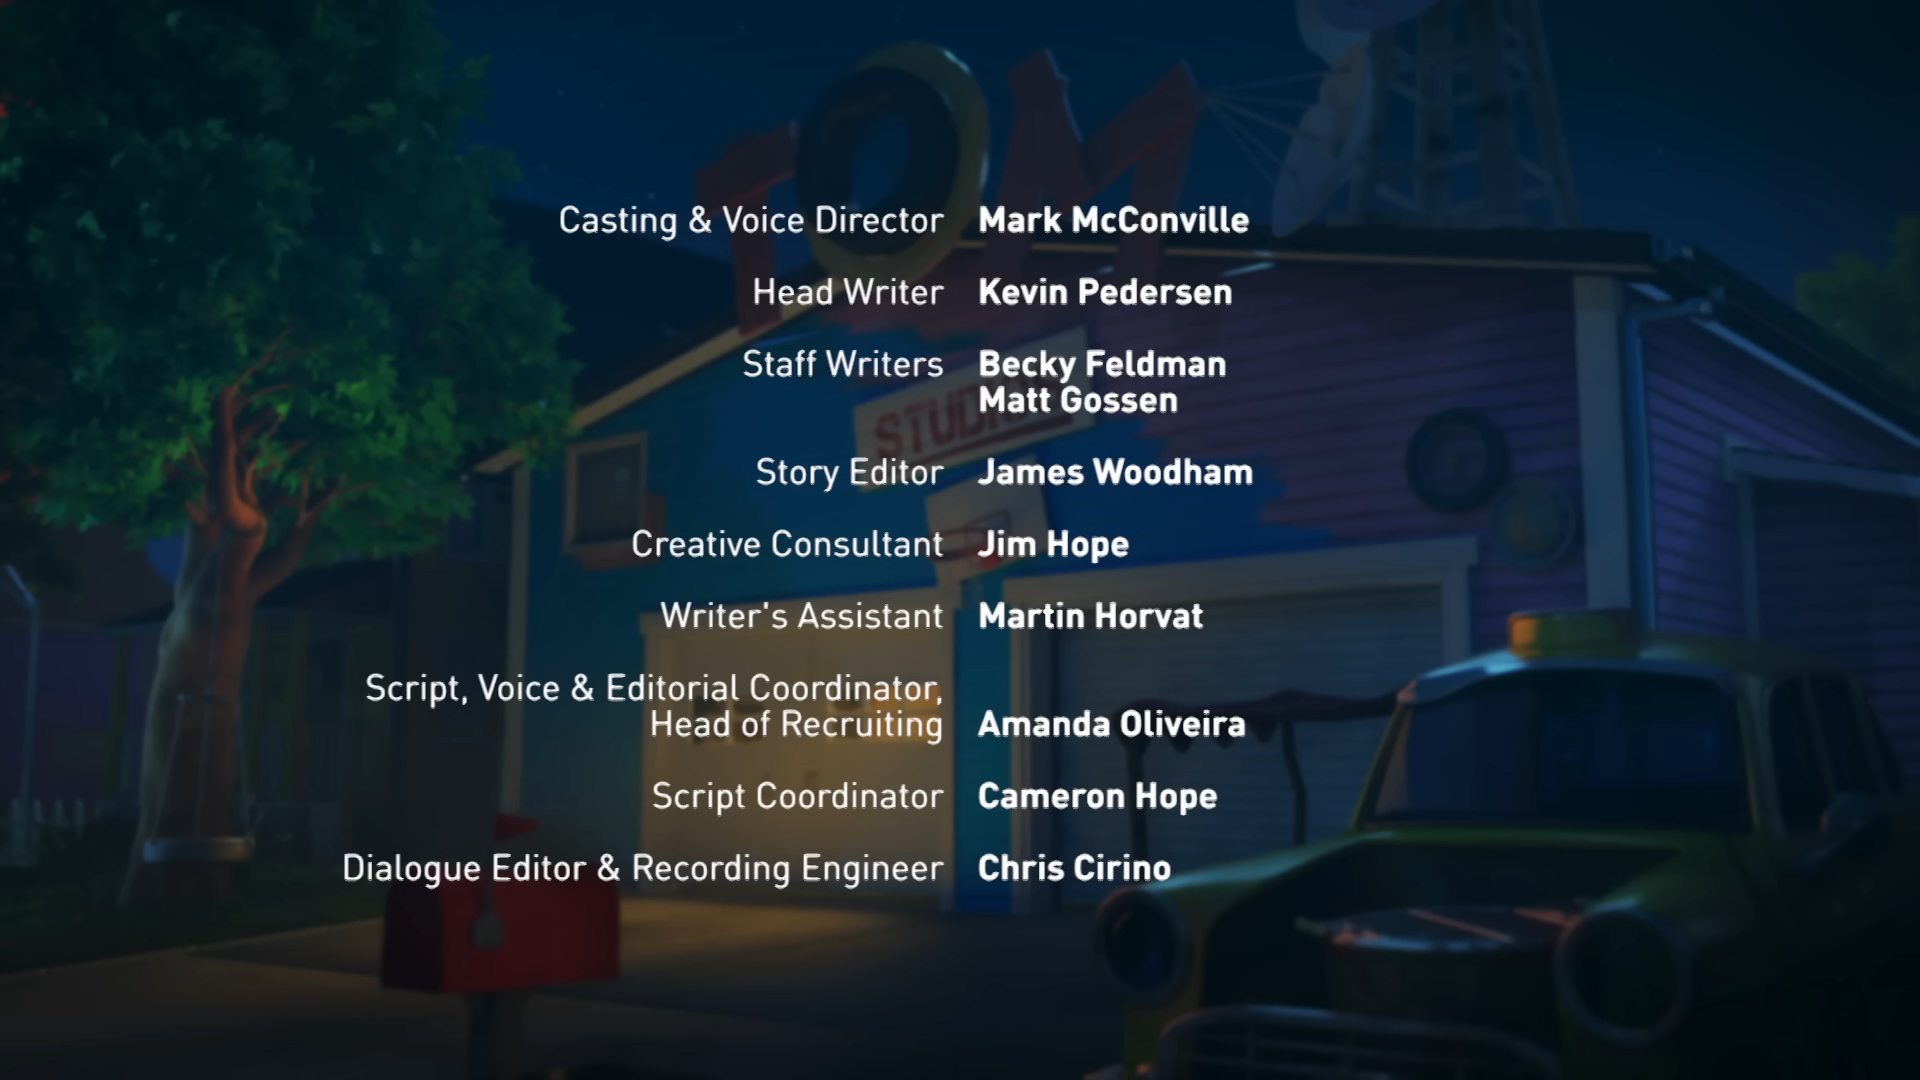 TOM
STUDIOS
Casting & Voice Director Mark McConville
Head Writer Kevin Pedersen
Staff Writers Becky Feldman
Matt Gossen
Story Editor James Woodham
Creative Consultant Jim Hope
Writer's Assistant Martin Horvat
Script, Voice & Editorial Coordinator,
Head of Recruiting Amanda Oliveira
Script Coordinator Cameron Hope
Dialogue Editor & Recording Engineer Chris Cirino